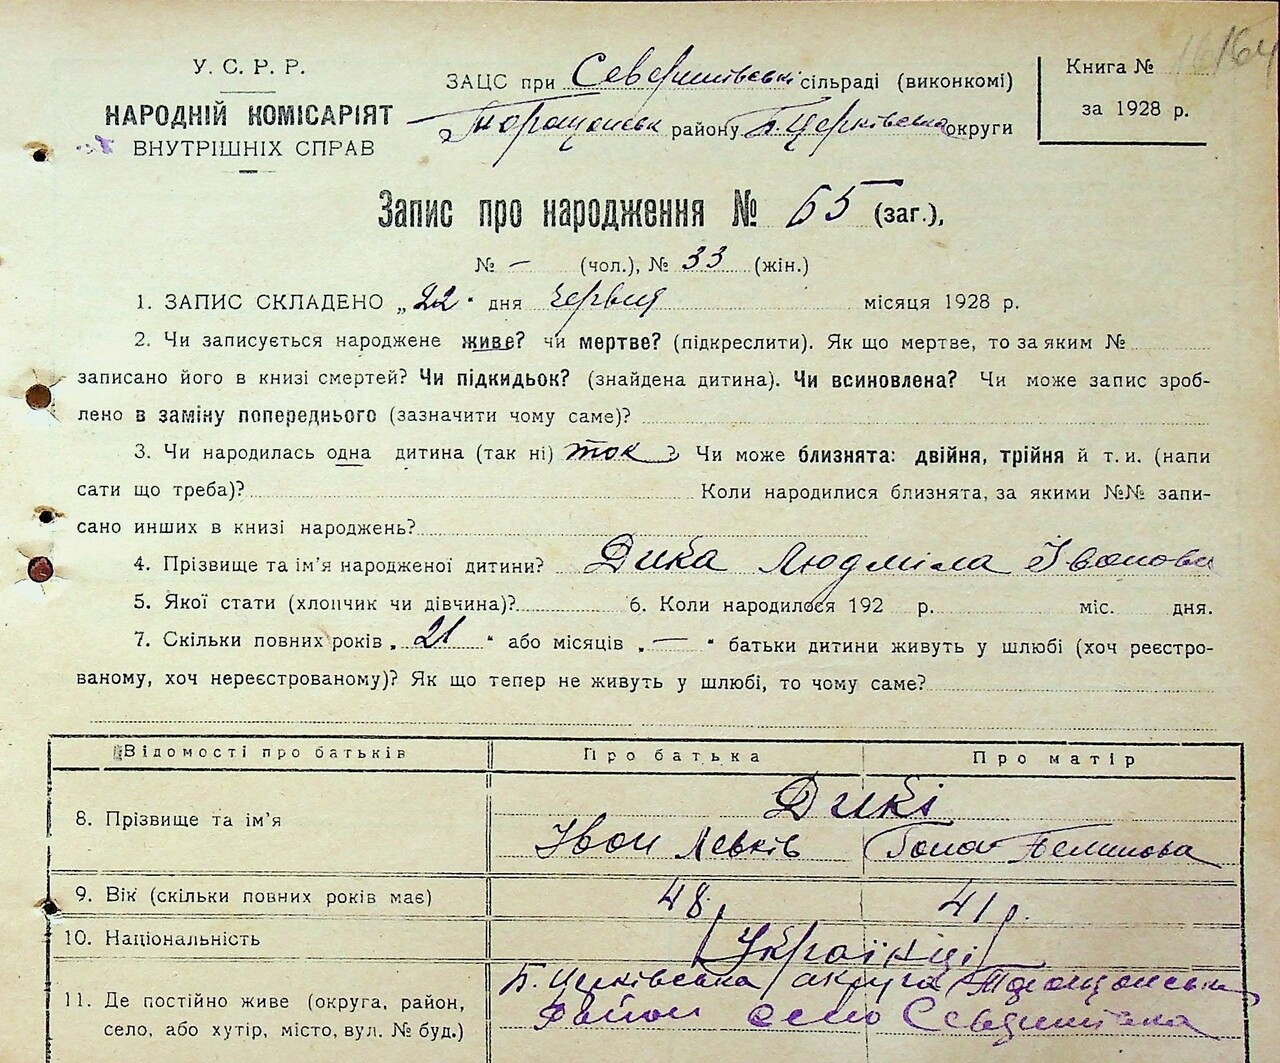 16/164
У. С. Р. Р.
НАРОДНІЙ КОМІСАРІЯТ
ВНУТРІШНІХ СПРАВ
ЗАЦС при сільраді (виконкомі)
району Б. Церківська округи
Книга №
за 1928 р.
Запис про народження № 65 (заг.),
№ – (чол.), № 33 (жін.)
1. ЗАПИС СКЛАДЕНО „22" дня червня місяця 1928 р.
2. Чи записується народжене живе? чи мертве? (підкреслити). Як що мертве, то за яким №
записано його в книзі смертей? Чи підкидьок? (знайдена дитина). Чи всиновлена? Чи може запис зроб-
лено в заміну попереднього (зазначити чому саме)?
3. Чи народилась одна дитина (так ні) так? Чи може близнята: двійня, трійня й т. и. (напи
сати що треба)? Коли народилися близнята, за якими №№ запи-
сано инших в книзі народжень?
4. Прізвище та ім'я народженої дитини? Дика Людміла Іванови
5. Якої стати (хлопчик чи дівчина)? 6. Коли народилося 192 р. міс. дня.
7. Скільки повних років „21" або місяців „—" батьки дитини живуть у шлюбі (хоч реєстро-
ваному, хоч нереєстрованому)? Як що тепер не живуть у шлюбі, то чому саме?
Відомості про батьків Про батька Про матір
8. Прізвище та ім'я Дикі
Іван Левків
9. Вік (скільки повних років має) 48 р. 41 р.
10. Національність Українці
11. Де постійно живе (округа, район,
село, або хутір, місто, вул. № буд.)
Б. Церківська округа
район село